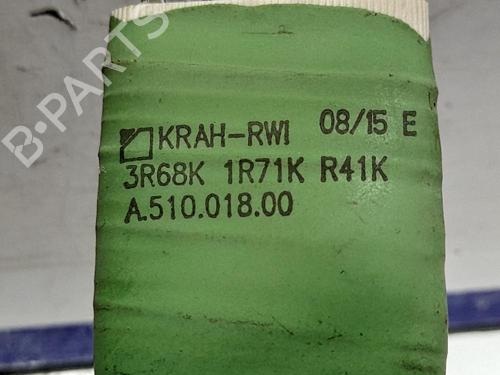 KRAH-RWI 08/15 E
3R68K 1R71K R41K
A.510.018.00
B-PARTS